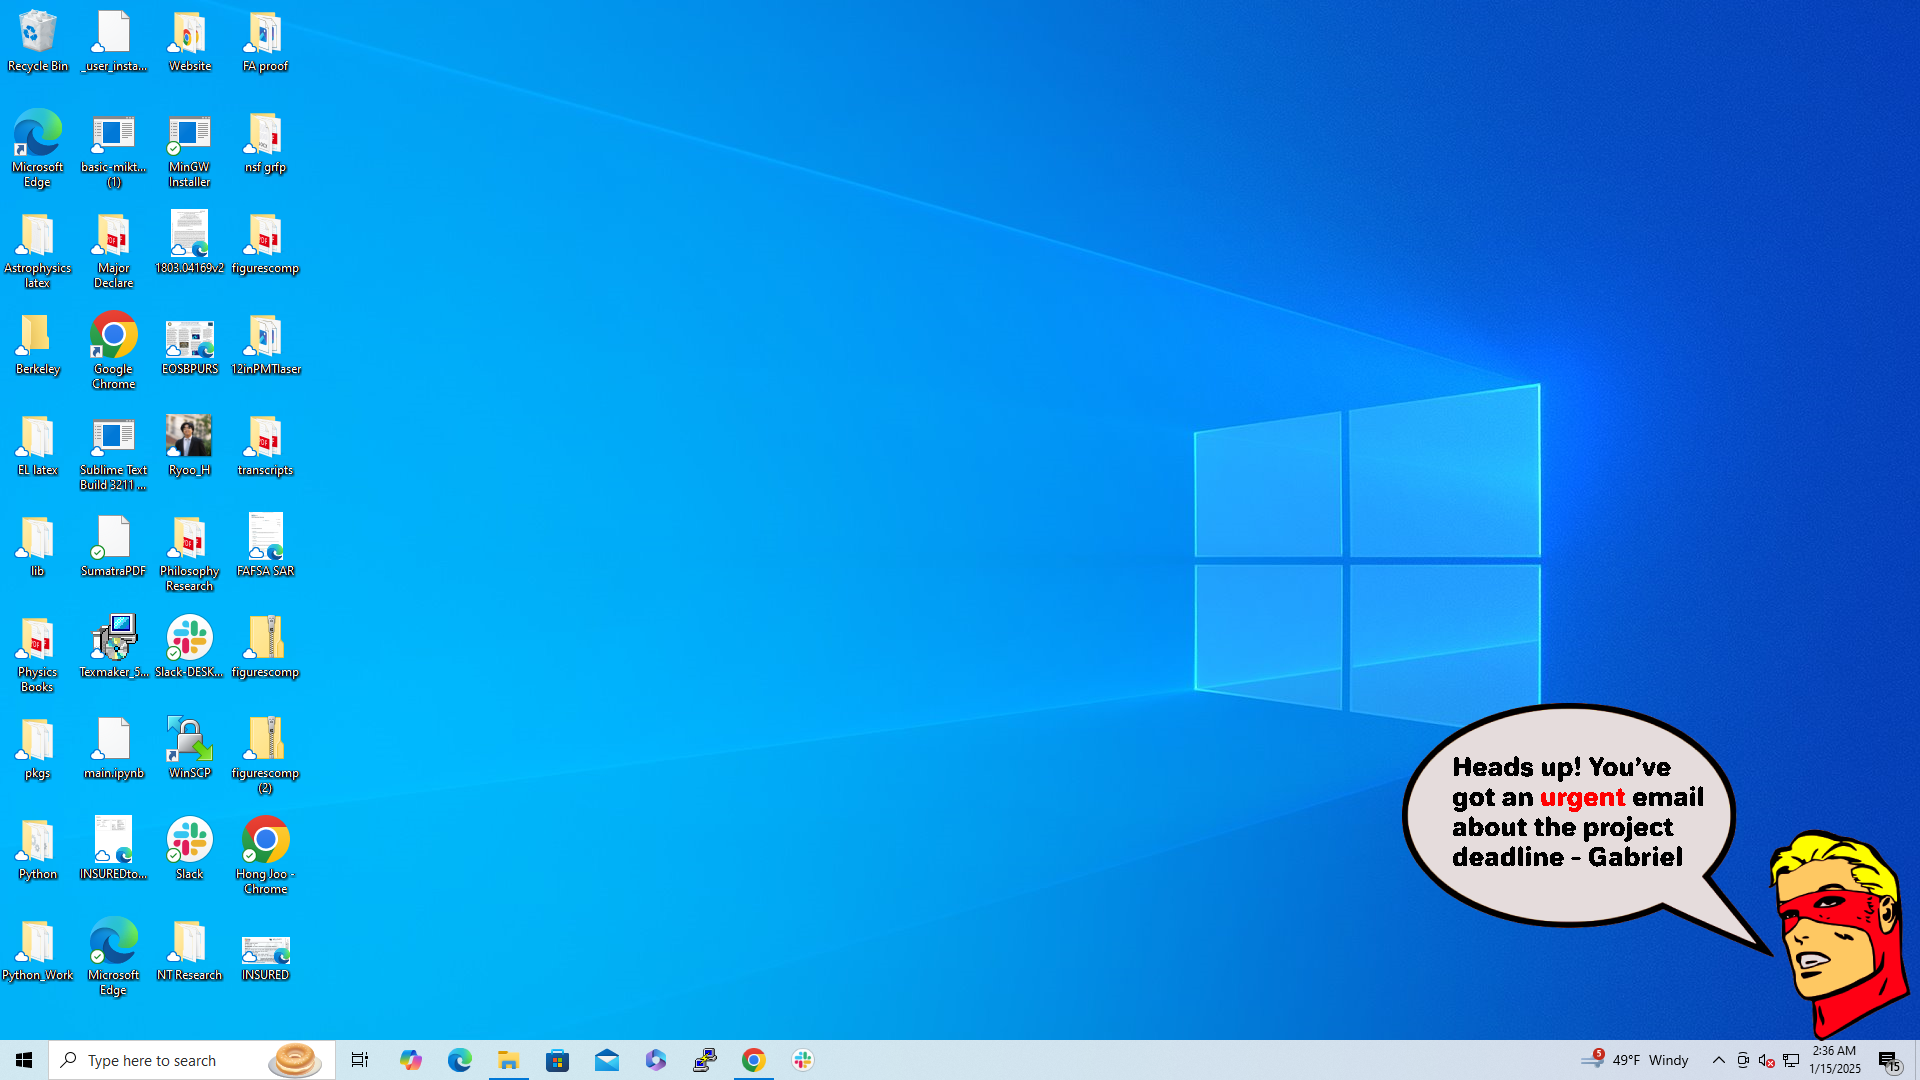 Recycle Bin
_user_insta...
Website
FA proof
Microsoft
Edge
basic-mikt...
(1)
MinGW
Installer
nsf grfp
Astrophysics
latex
Major
Declare
1803.04169v2
figurescomp
Berkeley
Google
Chrome
EOSBPURS
12inPMTlaser
EL latex
Sublime Text
Build 3211 ...
Ryoo_H
transcripts
lib
SumatraPDF
Philosophy
Research
FAFSA SAR
Physics
Books
Texmaker_5...
Slack-DESK...
figurescomp
pkgs
main.ipynb
WinSCP
figurescomp
(2)
Python
INSUREDto...
Slack
Hong Joo -
Chrome
Python_Work
Microsoft
Edge
NT Research
INSURED
Heads up! You've
got an urgent email
about the project
deadline - Gabriel
Type here to search
5
49°F Windy
2:36 AM
1/15/2025
15